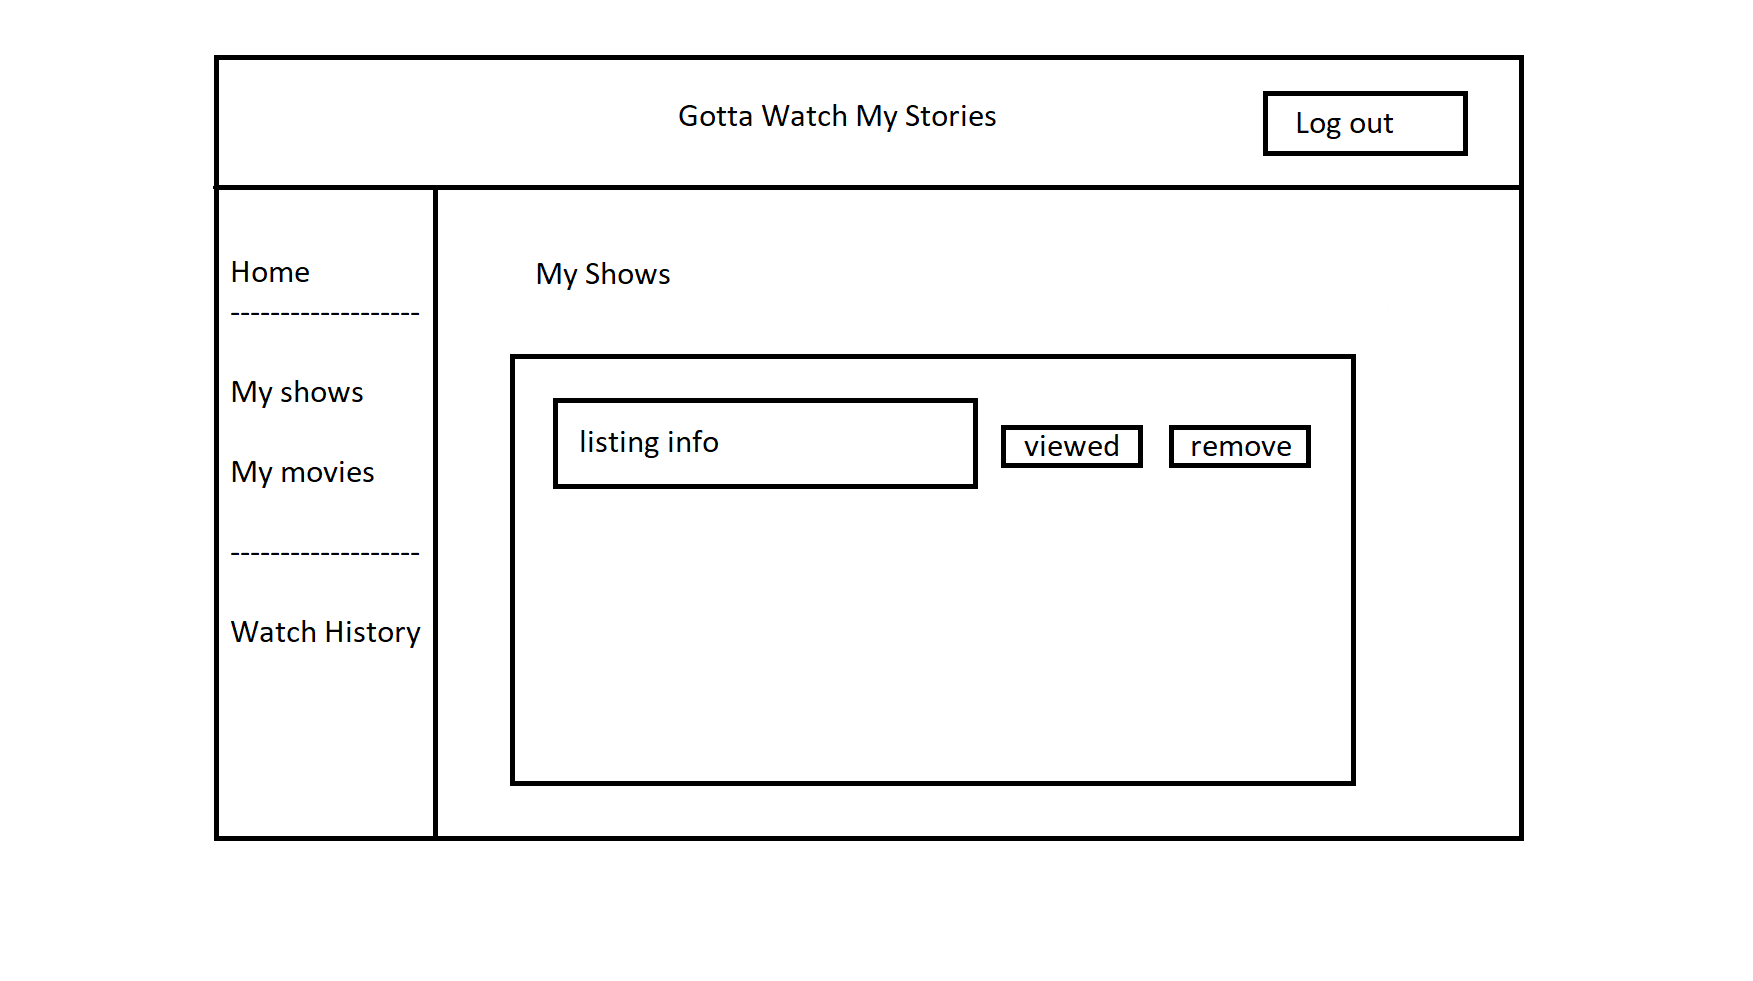 Gotta Watch My Stories
Log out
Home
-------------------
My shows
My movies
-------------------
Watch History
My Shows
listing info
viewed
remove